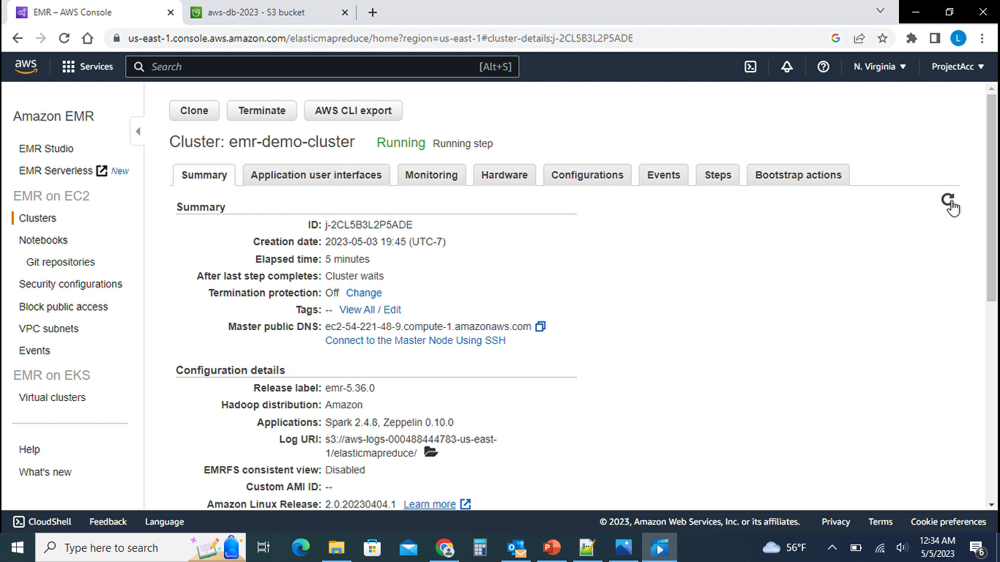 EMR – AWS Console
aws-db-2023 - S3 bucket
us-east-1.console.aws.amazon.com/elasticmapreduce/home?region=us-east-1#cluster-details:j-2CL5B3L2P5ADE
L
aws
Services
Search
[Alt+S]
N. Virginia
ProjectAcc
Amazon EMR
EMR Studio
EMR Serverless New
EMR on EC2
Clusters
Notebooks
Git repositories
Security configurations
Block public access
VPC subnets
Events
EMR on EKS
Virtual clusters
Help
What's new
Clone
Terminate
AWS CLI export
Cluster: emr-demo-cluster Running Running step
Summary
Application user interfaces
Monitoring
Hardware
Configurations
Events
Steps
Bootstrap actions
Summary
ID: j-2CL5B3L2P5ADE
Creation date: 2023-05-03 19:45 (UTC-7)
Elapsed time: 5 minutes
After last step completes: Cluster waits
Termination protection: Off Change
Tags: -- View All / Edit
Master public DNS: ec2-54-221-48-9.compute-1.amazonaws.com
Connect to the Master Node Using SSH
Configuration details
Release label: emr-5.36.0
Hadoop distribution: Amazon
Applications: Spark 2.4.8, Zeppelin 0.10.0
Log URI: s3://aws-logs-000488444783-us-east-
1/elasticmapreduce/
EMRFS consistent view: Disabled
Custom AMI ID: --
Amazon Linux Release: 2.0.20230404.1 Learn more
CloudShell
Feedback
Language
© 2023, Amazon Web Services, Inc. or its affiliates.
Privacy
Terms
Cookie preferences
Type here to search
56°F
12:34 AM
5/5/2023
6